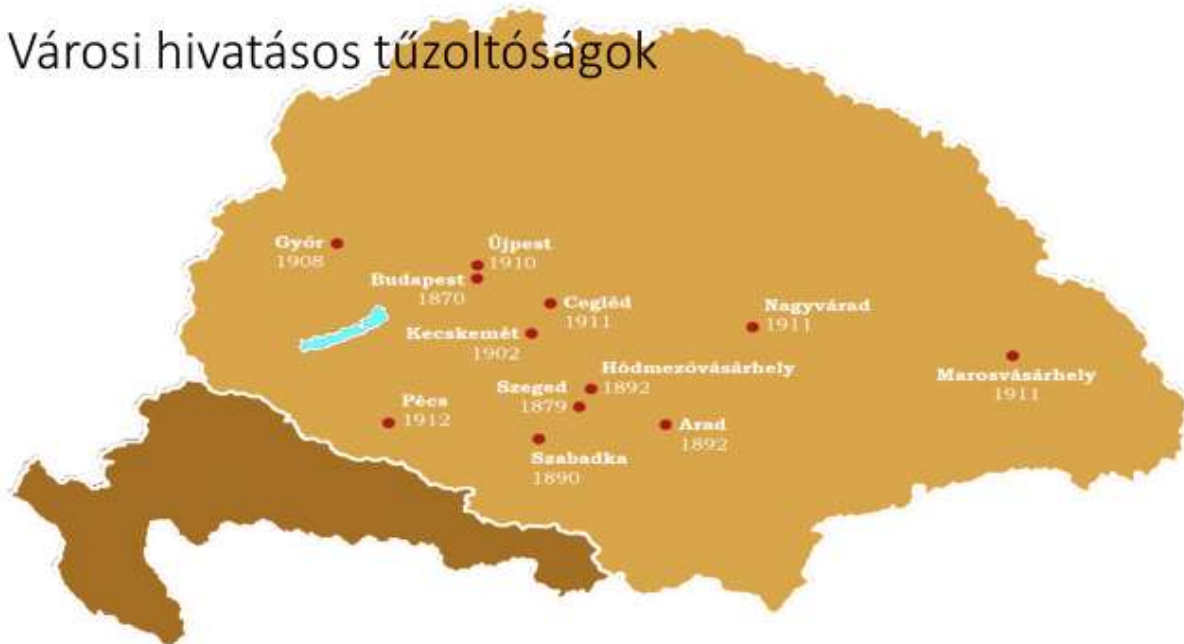 Városi hivatásos tűzoltóságok
Győr
1908
Újpest
1910
Budapest
1870
Cegléd
1911
Nagyvárad
1911
Kecskemét
1902
Marosvásárhely
1911
Hódmezővásárhely
1892
Szeged
1879
Pécs
1912
Arad
1892
Szabadka
1890